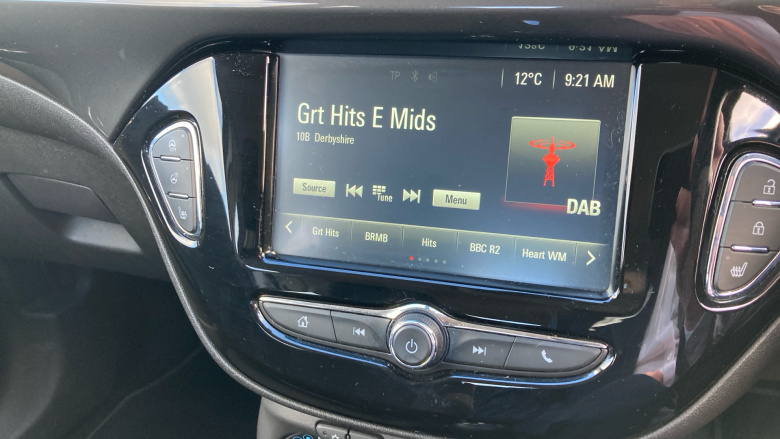 TP
12°C 9:21 AM
Grt Hits E Mids
10B Derbyshire
DAB
Source Tune Menu
Grt Hits BRMB Hits BBC R2 Heart WM